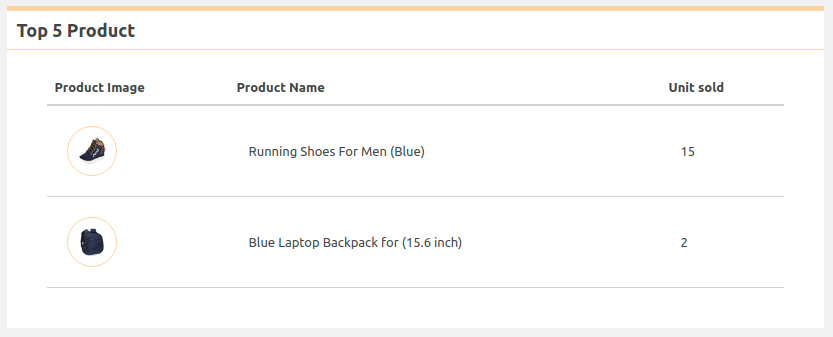 Top 5 Product
Product Image Product Name Unit sold
Running Shoes For Men (Blue) 15
Blue Laptop Backpack for (15.6 inch) 2